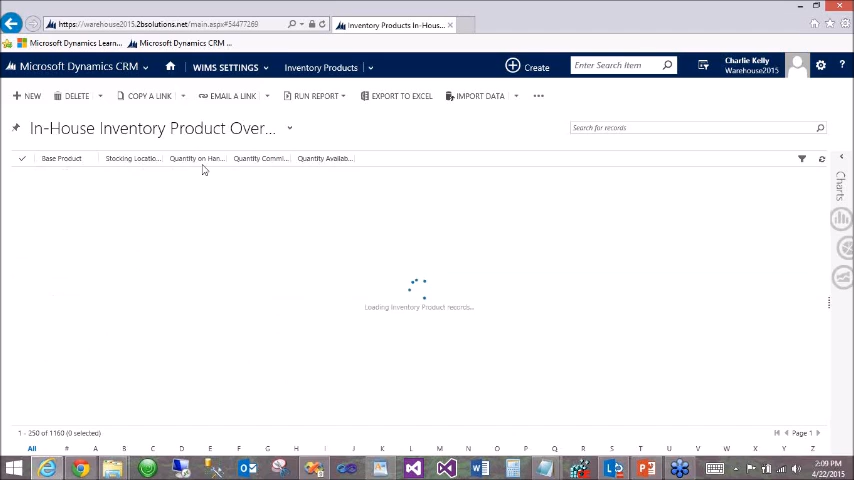 https://warehouse2015.2bsolutions.net/main.aspx#54477269
Inventory Products In-Hous...
Microsoft Dynamics Learn...
Microsoft Dynamics CRM ...
Microsoft Dynamics CRM
WIMS SETTINGS
Inventory Products
Create
Enter Search Item
Charlie Kelly
Warehouse2015
NEW
DELETE
COPY A LINK
EMAIL A LINK
RUN REPORT
EXPORT TO EXCEL
IMPORT DATA
In-House Inventory Product Over...
Search for records
Base Product
Stocking Locatio...
Quantity on Han...
Quantity Commi...
Quantity Availab...
Charts
Loading Inventory Product records...
1 - 250 of 1160 (0 selected)
Page 1
All # A B C D E F G H I J K L M N O P Q R S T U V W X Y Z
2:09 PM
4/22/2015